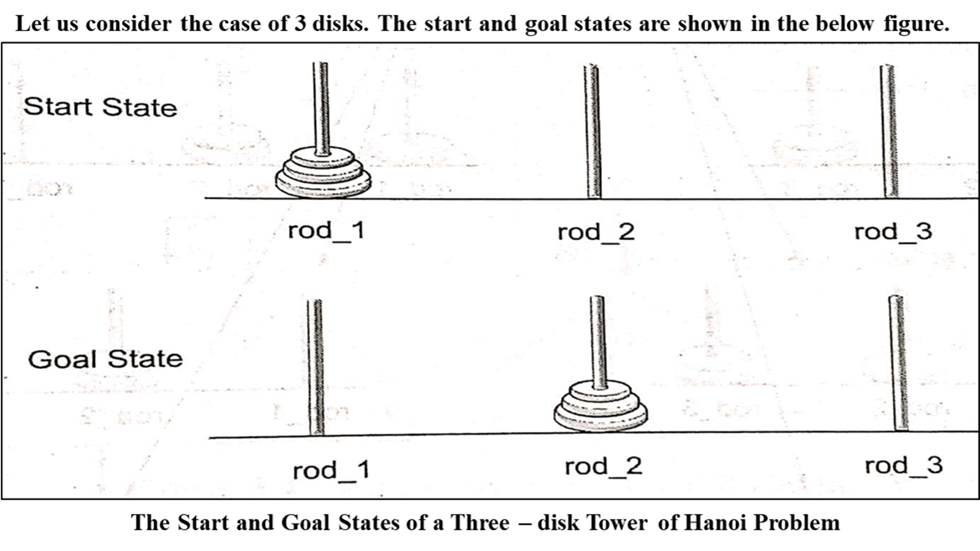 Let us consider the case of 3 disks. The start and goal states are shown in the below figure.
Start State
rod_1 rod_2 rod_3
Goal State
rod_1 rod_2 rod_3
The Start and Goal States of a Three – disk Tower of Hanoi Problem